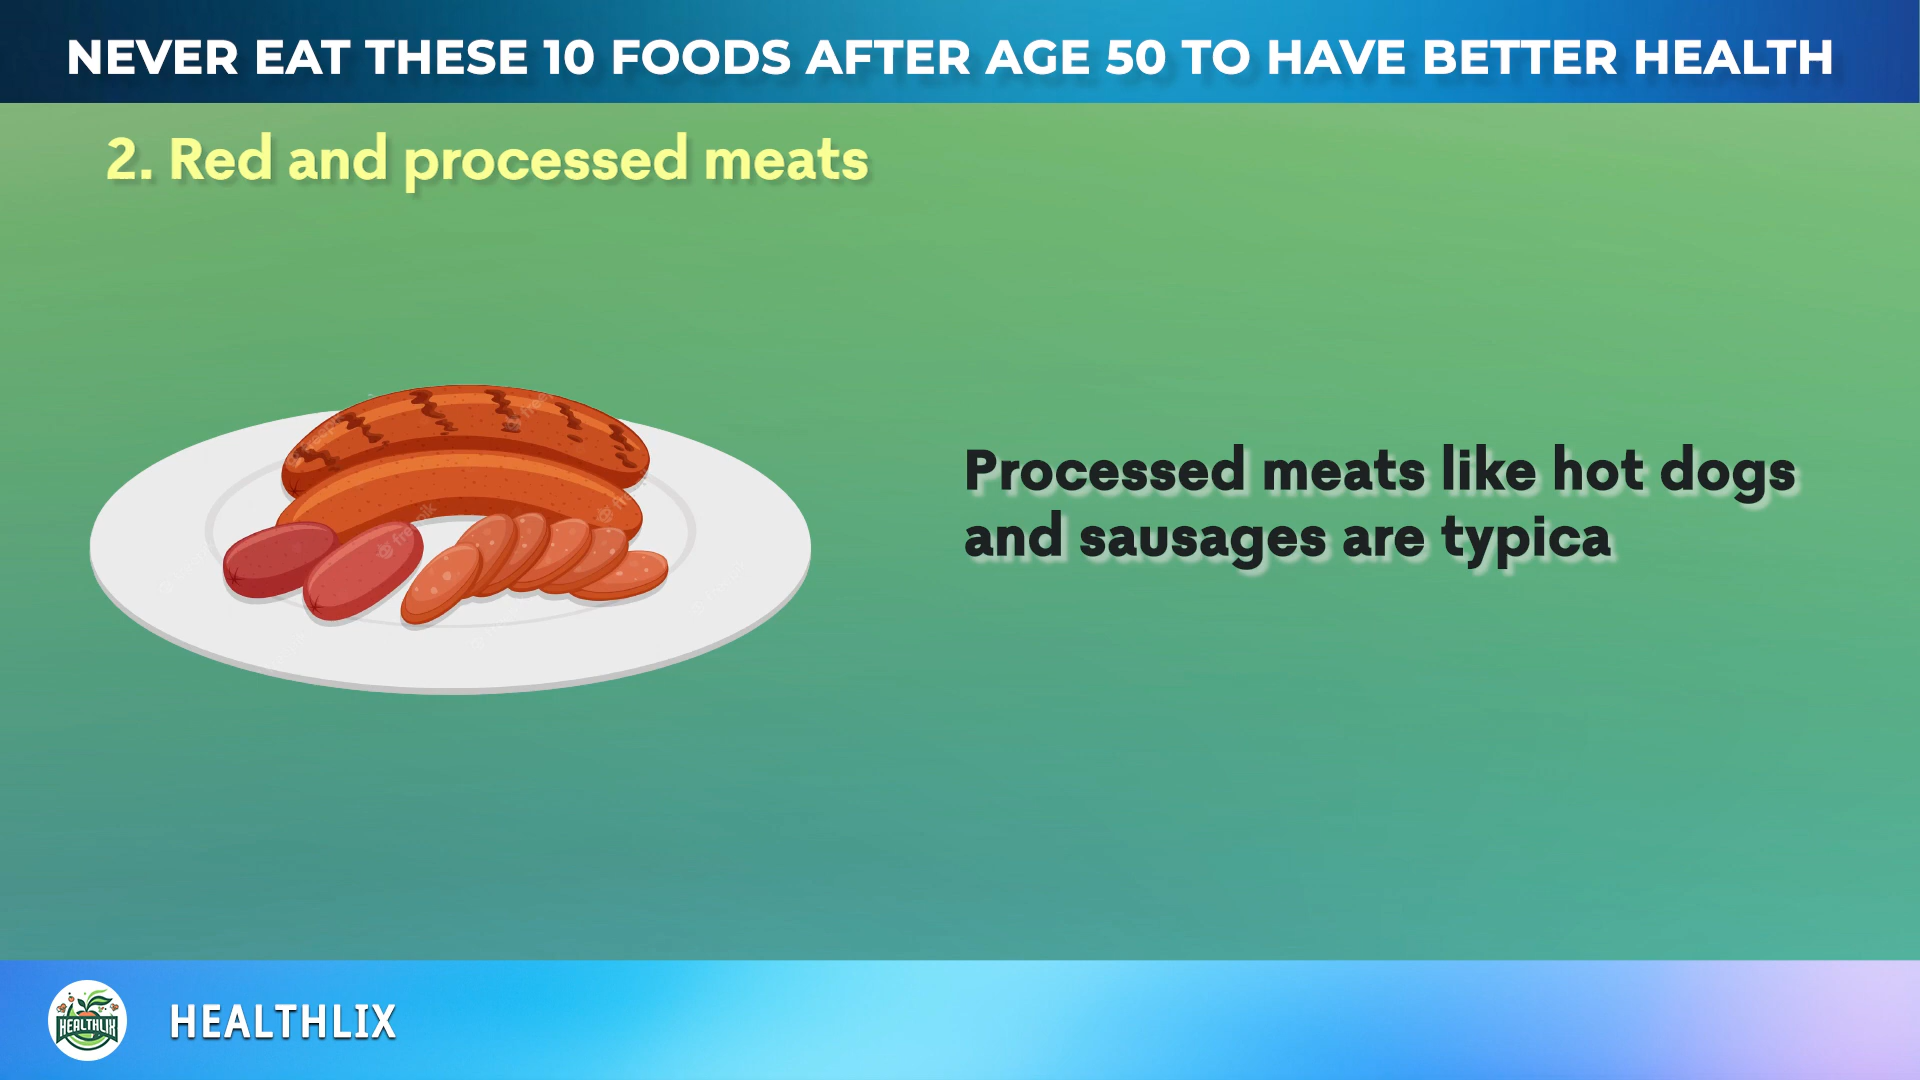 NEVER EAT THESE 10 FOODS AFTER AGE 50 TO HAVE BETTER HEALTH
2. Red and processed meats
Processed meats like hot dogs
and sausages are typica
freepik
HEALTHLIX
HEALTHLIX